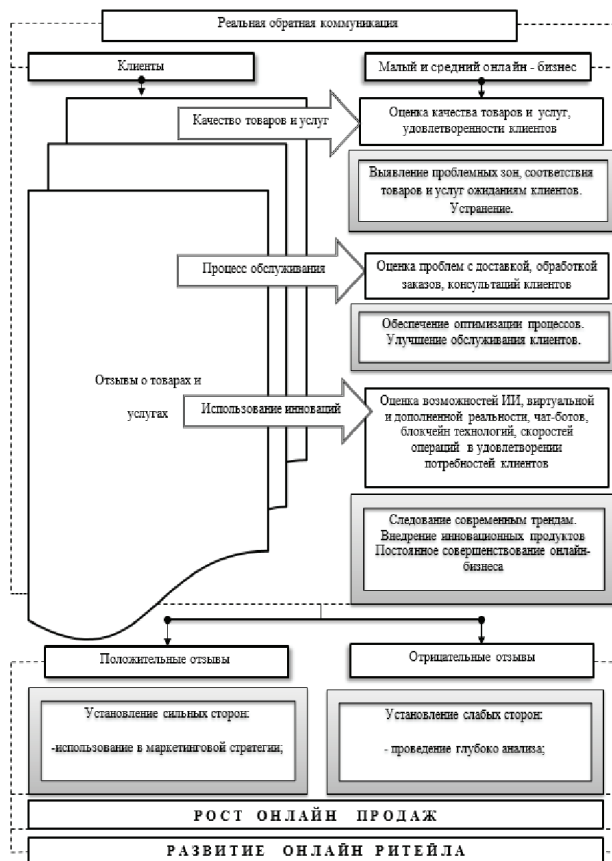 Реальная обратная коммуникация
Клиенты
Малый и средний онлайн - бизнес
Качество товаров и услуг
Оценка качества товаров и услуг,
удовлетворенности клиентов
Выявление проблемных зон, соответствия
товаров и услуг ожиданиям клиентов.
Устранение.
Процесс обслуживания
Оценка проблем с доставкой, обработкой
заказов, консультаций клиентов
Обеспечение оптимизации процессов.
Улучшение обслуживания клиентов.
Отзывы о товарах и
услугах
Использование инноваций
Оценка возможностей ИИ, виртуальной
и дополненной реальности, чат-ботов,
блокчейн технологий, скоростей
операций в удовлетворении
потребностей клиентов
Следование современным трендам.
Внедрение инновационных продуктов
Постоянное совершенствование онлайн-
бизнеса
Положительные отзывы
Отрицательные отзывы
Установление сильных сторон:
-использование в маркетинговой стратегии;
Установление слабых сторон:
- проведение глубоко анализа;
РОСТ ОНЛАЙН ПРОДАЖ
РАЗВИТИЕ ОНЛАЙН РИТЕЙЛА